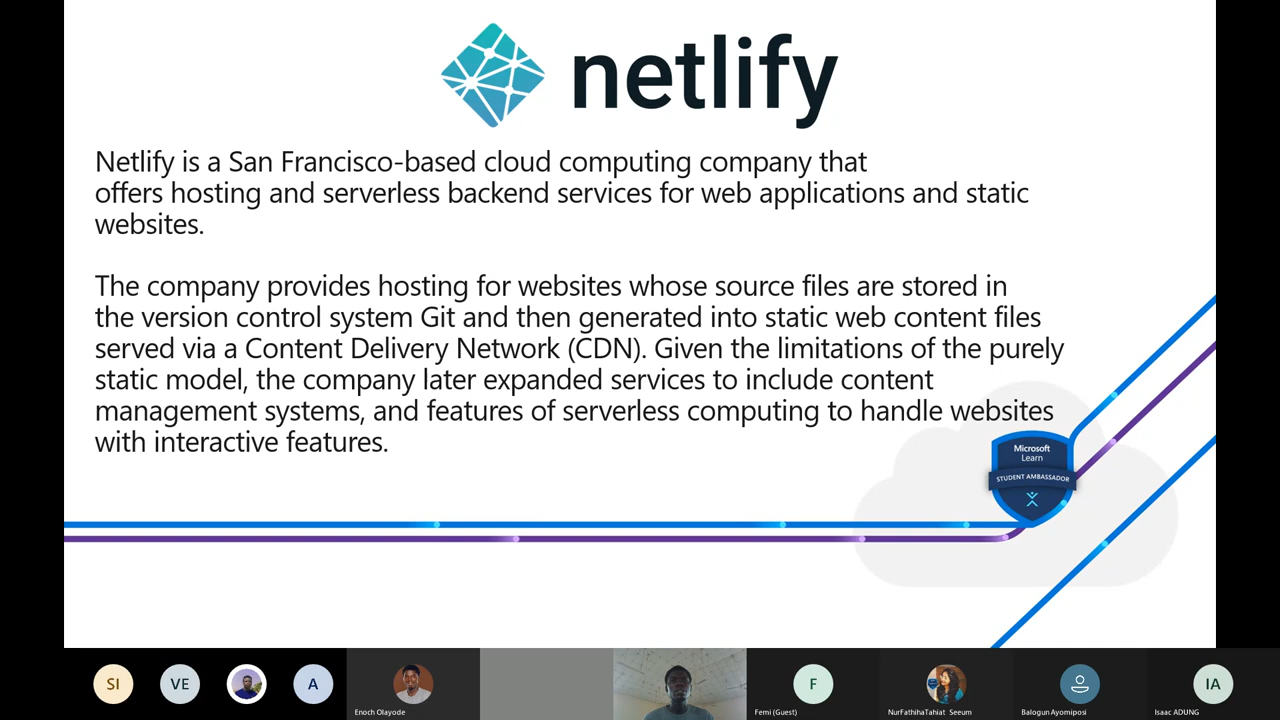 netlify
Netlify is a San Francisco-based cloud computing company that
offers hosting and serverless backend services for web applications and static
websites.
The company provides hosting for websites whose source files are stored in
the version control system Git and then generated into static web content files
served via a Content Delivery Network (CDN). Given the limitations of the purely
static model, the company later expanded services to include content
management systems, and features of serverless computing to handle websites
with interactive features.
Microsoft
Learn
STUDENT AMBASSADOR
SI
VE
A
Enoch Olayode
F
Femi (Guest)
NurFathihaTahiat Seeum
Balogun Ayomiposi
IA
Isaac ADUNG